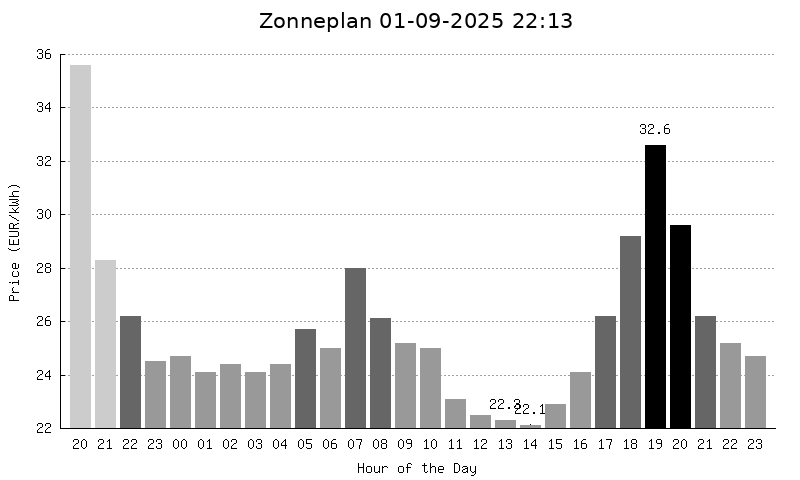 Zonneplan 01-09-2025 22:13
36
34
32
30
28
26
24
22
Price (EUR/kWh)
32.6
22.3
22.1
20 21 22 23 00 01 02 03 04 05 06 07 08 09 10 11 12 13 14 15 16 17 18 19 20 21 22 23
Hour of the Day